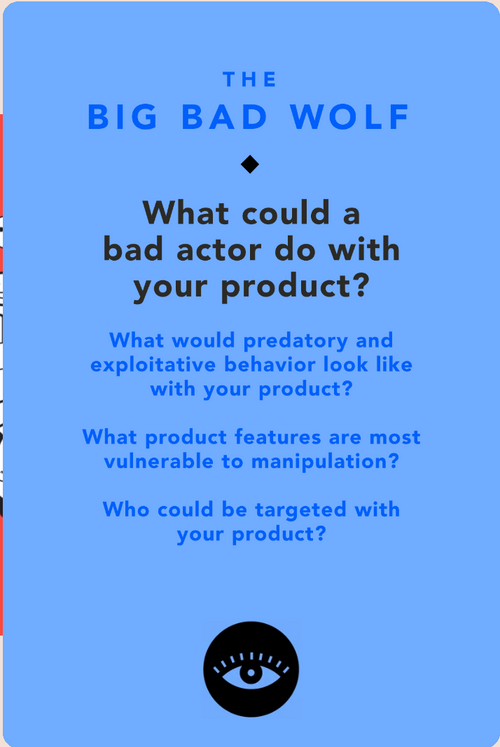 THE
BIG BAD WOLF
What could a
bad actor do with
your product?
What would predatory and
exploitative behavior look like
with your product?
What product features are most
vulnerable to manipulation?
Who could be targeted with
your product?